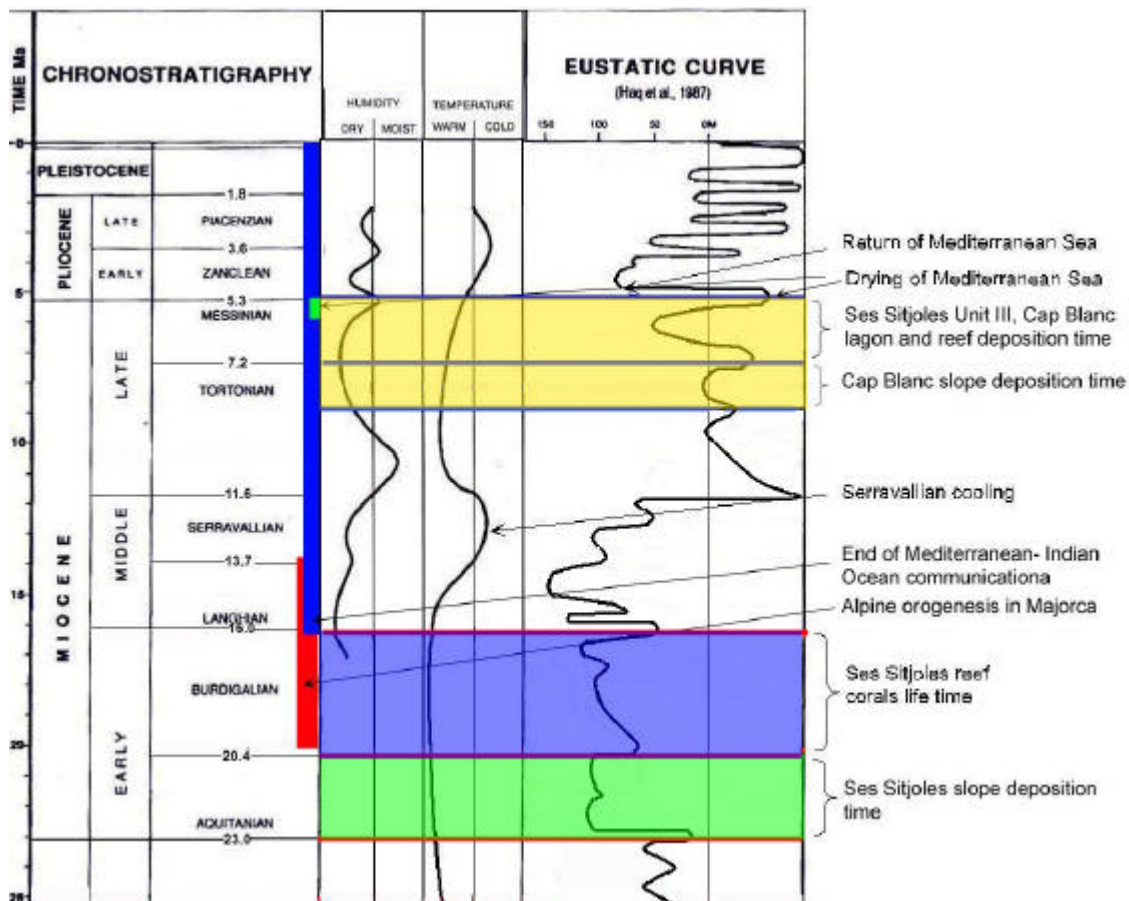 TIME Ma
CHRONOSTRATIGRAPHY
HUMIDITY
DRY MOIST
TEMPERATURE
WARM COLD
EUSTATIC CURVE
(Haq et al., 1987)
150 100 50 0M
0
PLEISTOCENE
1.8
PLIOCENE
LATE
PIACENZIAN
3.6
EARLY
ZANCLEAN
5
5.3
MIOCENE
LATE
MESSINIAN
7.2
TORTONIAN
10
11.6
MIDDLE
SERRAVALLIAN
13.7
15
LANGHIAN
EARLY
BURDIGALIAN
20.4
AQUITANIAN
Return of Mediterranean Sea
Drying of Mediterranean Sea
Ses Sitjoles Unit III, Cap Blanc
lagon and reef deposition time
Cap Blanc slope deposition time
Serravallian cooling
End of Mediterranean- Indian
Ocean communicationa
Alpine orogenesis in Majorca
Ses Sitjoles reef
corals life time
Ses Sitjoles slope deposition
time